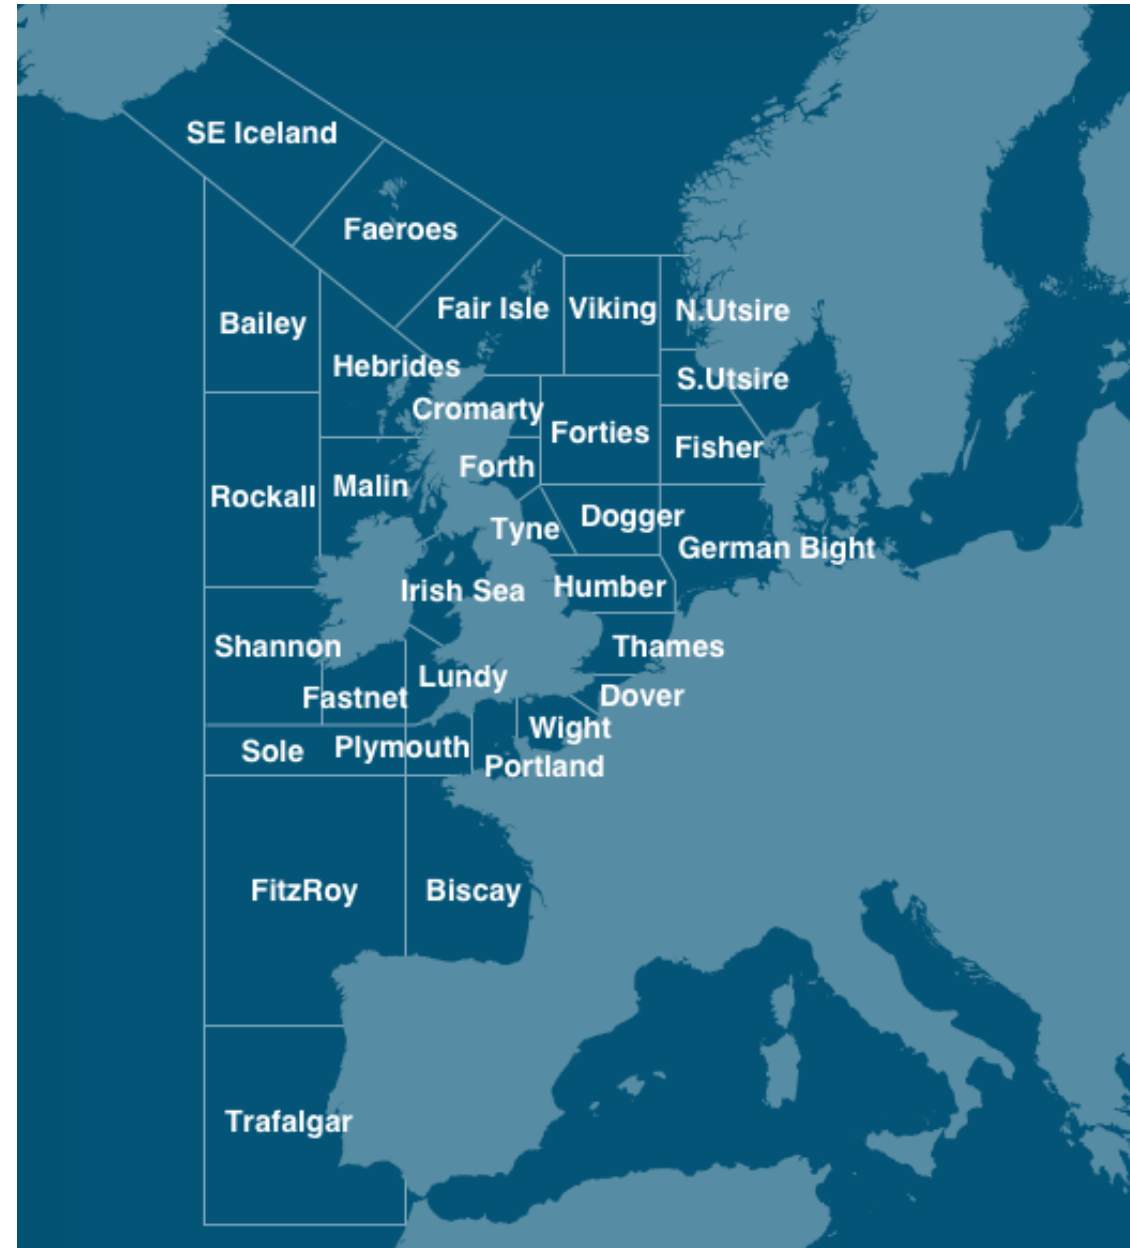 SE Iceland
Faeroes
Fair Isle
Viking
N.Utsire
Bailey
Hebrides
S.Utsire
Cromarty
Forties
Fisher
Forth
Rockall
Malin
Tyne
Dogger
German Bight
Irish Sea
Humber
Shannon
Thames
Lundy
Fastnet
Dover
Wight
Sole
Plymouth
Portland
FitzRoy
Biscay
Trafalgar